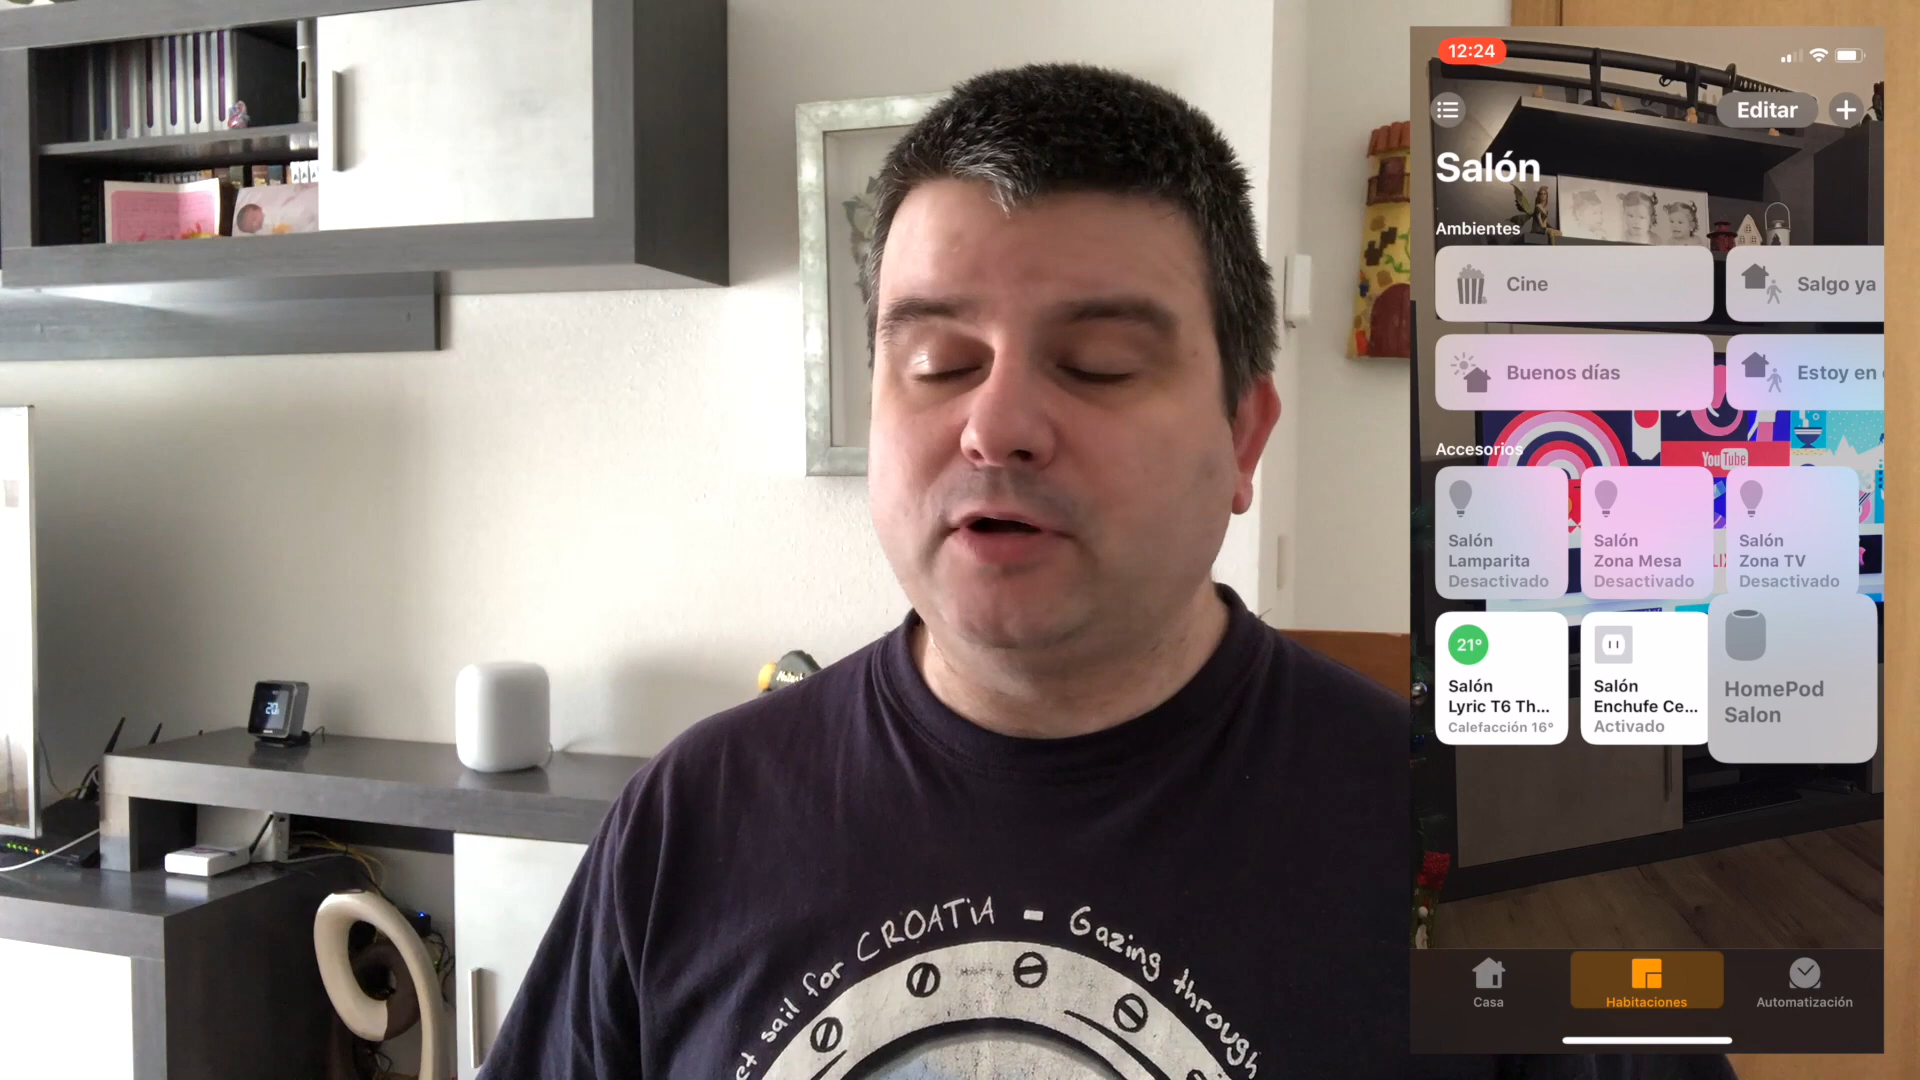 12:24
Editar
Salón
Ambientes
Cine
Salgo ya
Buenos días
Estoy en
YouTube
Accesorios
Salón
Lamparita
Desactivado
Salón
Zona Mesa
Desactivado
Salón
Zona TV
Desactivado
21°
Salón
Lyric T6 Th...
Calefacción 16°
Salón
Enchufe Ce...
Activado
HomePod
Salon
Casa
Habitaciones
Automatización
20
sail for CROATIA - Gazing through